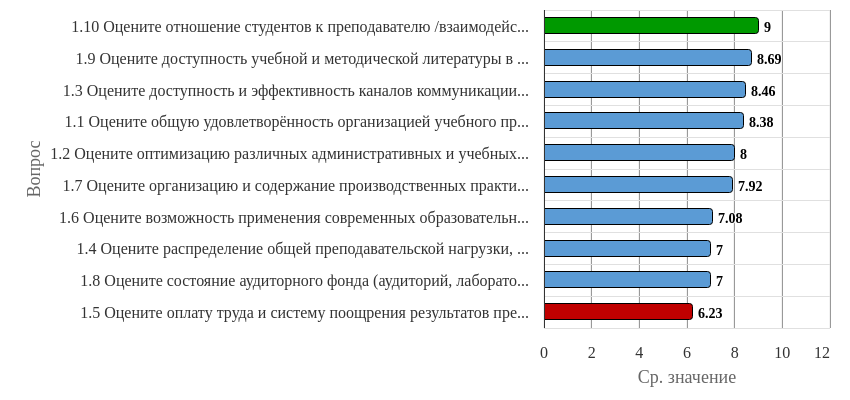 1.10 Оцените отношение студентов к преподавателю /взаимодейс... 9
1.9 Оцените доступность учебной и методической литературы в ... 8.69
1.3 Оцените доступность и эффективность каналов коммуникации... 8.46
1.1 Оцените общую удовлетворённость организацией учебного пр... 8.38
1.2 Оцените оптимизацию различных административных и учебных... 8
1.7 Оцените организацию и содержание производственных практи... 7.92
1.6 Оцените возможность применения современных образовательн... 7.08
1.4 Оцените распределение общей преподавательской нагрузки, ... 7
1.8 Оцените состояние аудиторного фонда (аудиторий, лаборато... 7
1.5 Оцените оплату труда и систему поощрения результатов пре... 6.23
Вопрос
0 2 4 6 8 10 12
Ср. значение